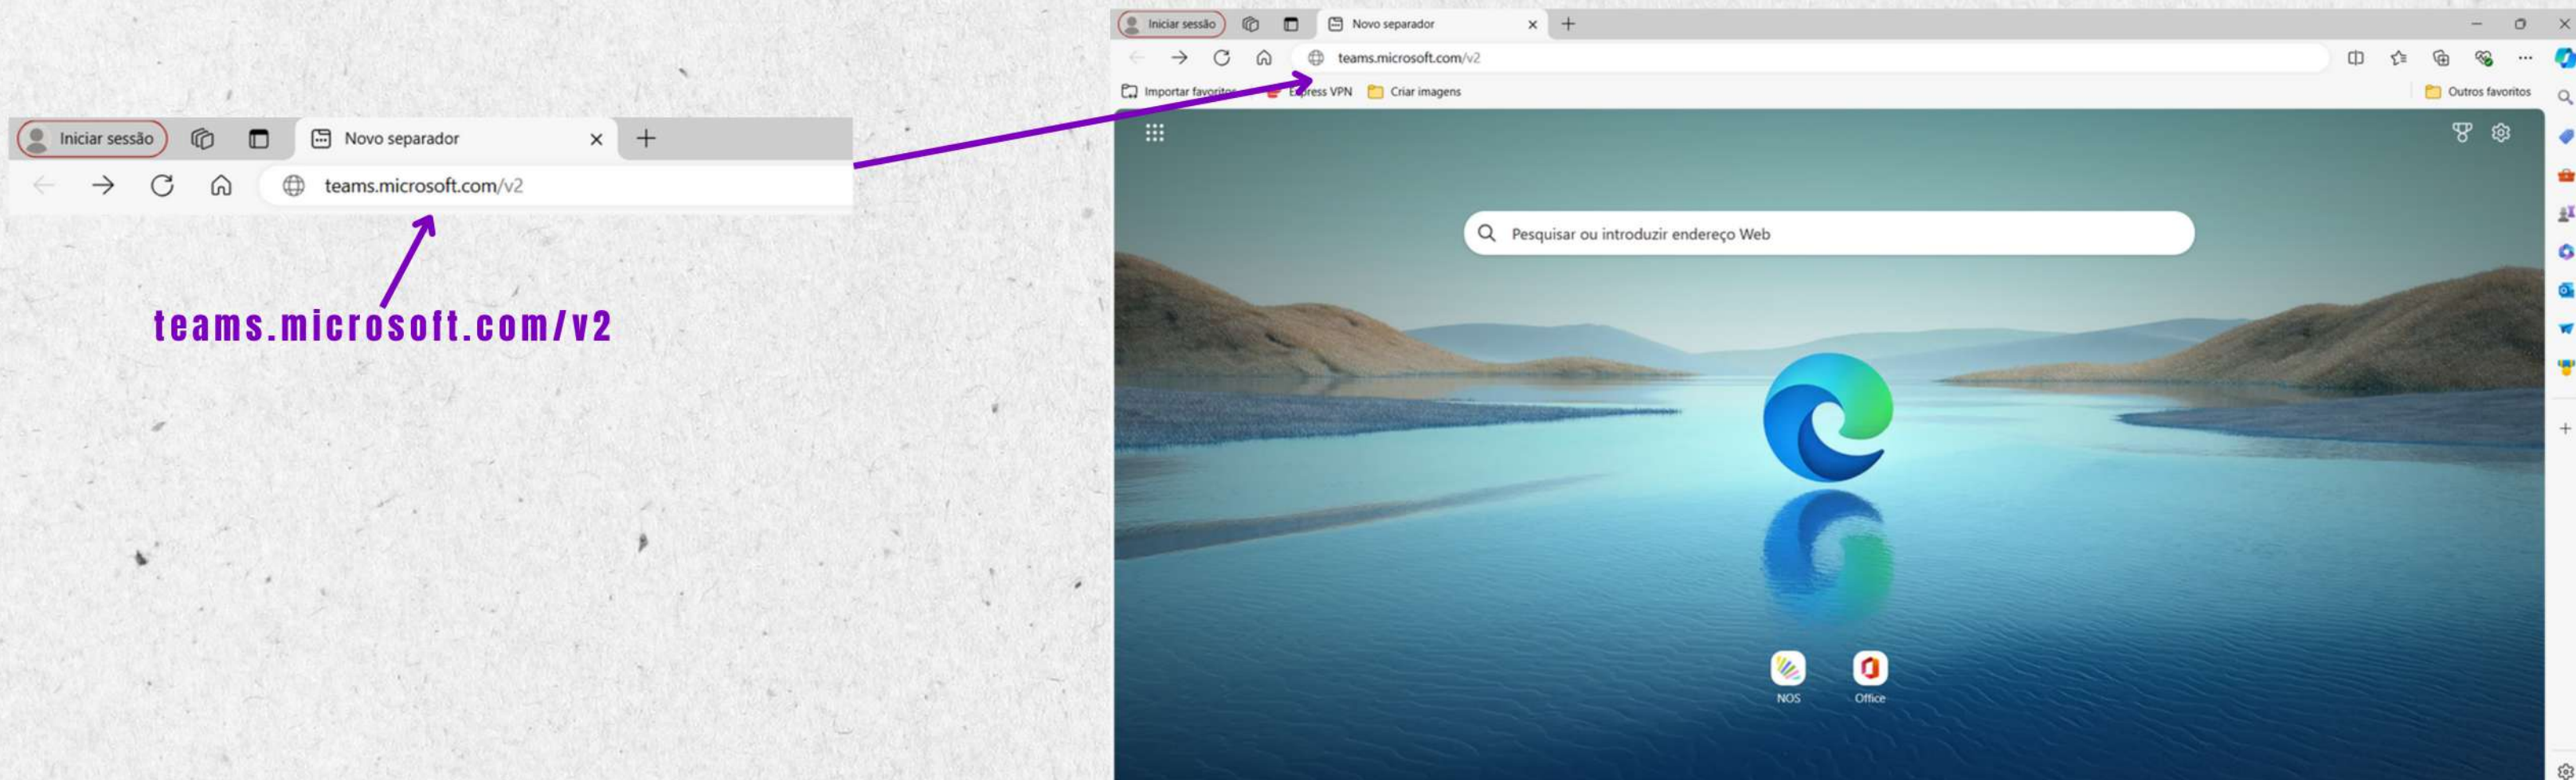 Iniciar sessão
Novo separador
teams.microsoft.com/v2
teams.microsoft.com/v2
Iniciar sessão
Novo separador
teams.microsoft.com/v2
Importar favoritos
Express VPN
Criar imagens
Outros favoritos
Pesquisar ou introduzir endereço Web
NOS
Office